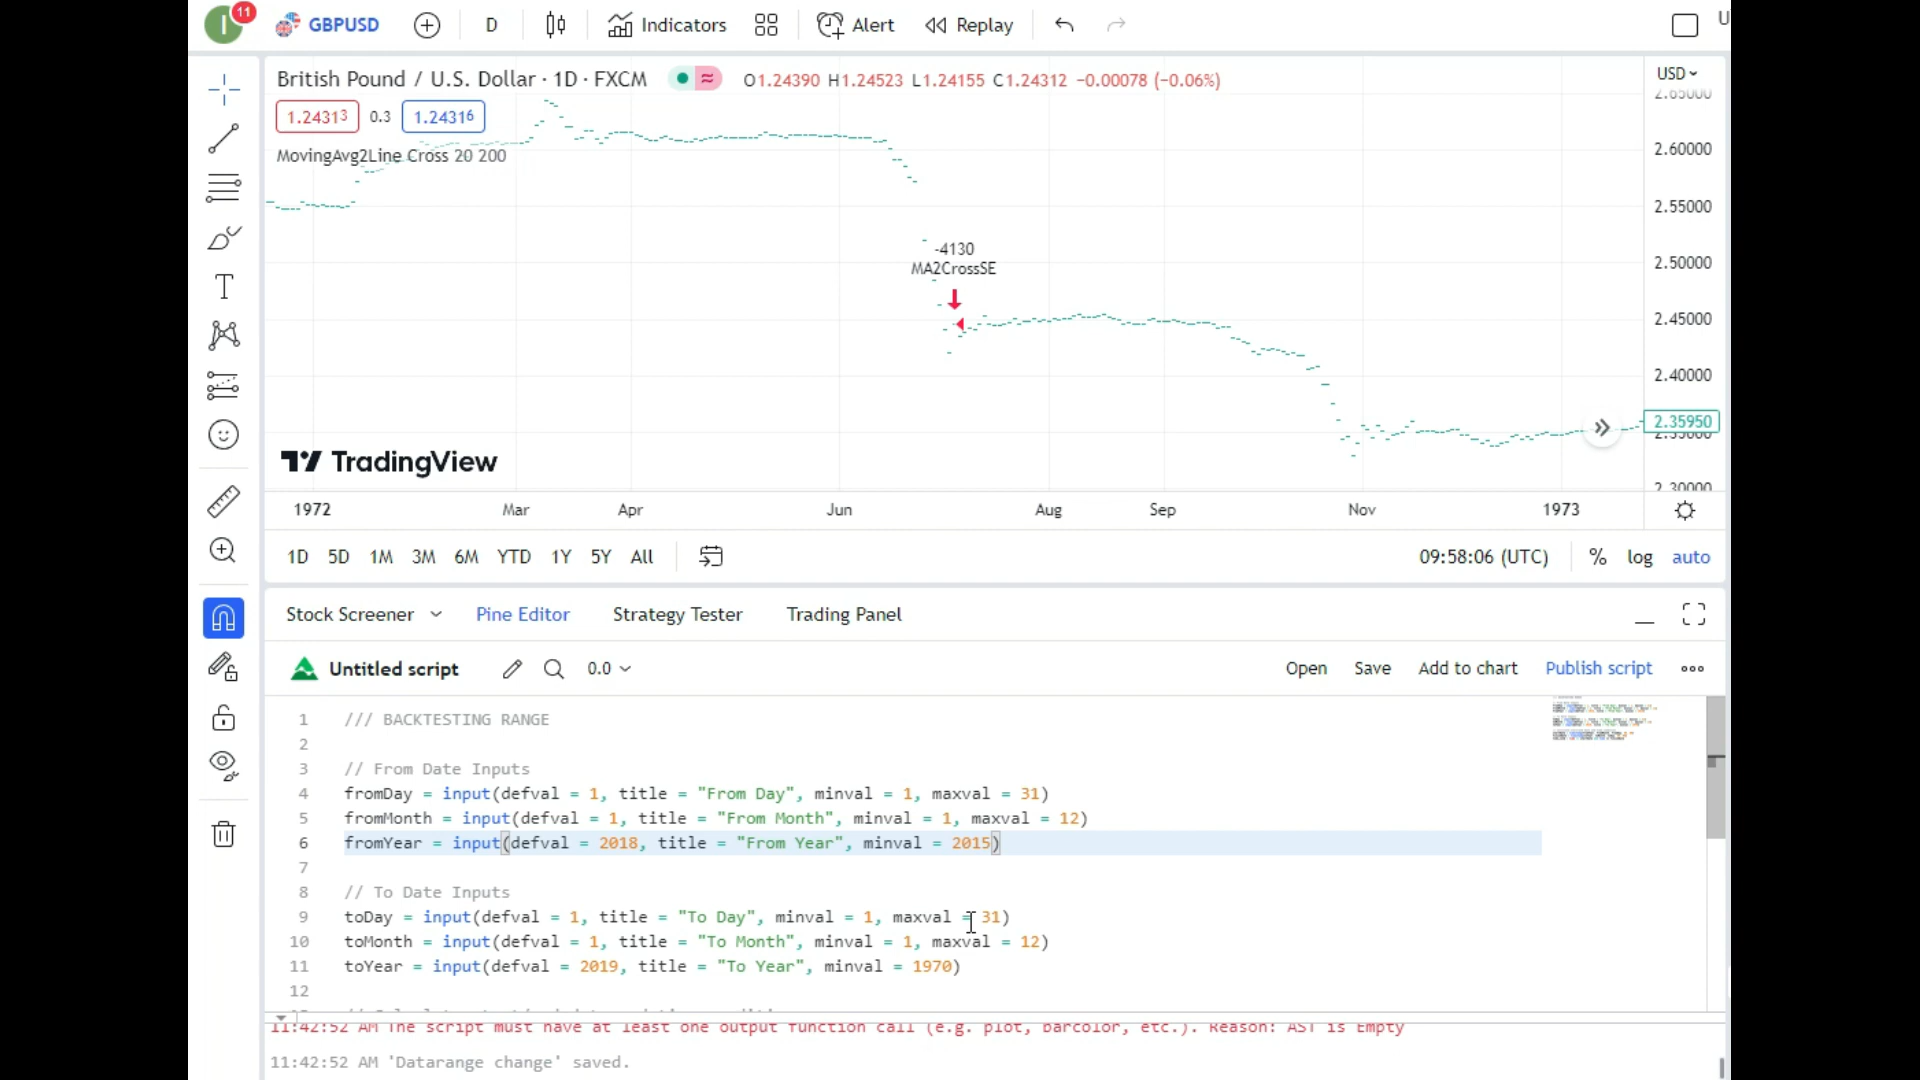 I 11 GBPUSD D Indicators Alert Replay U
British Pound / U.S. Dollar · 1D · FXCM O1.24390 H1.24523 L1.24155 C1.24312 −0.00078 (−0.06%)
USD
2.65000
1.24313 0.3 1.24316
MovingAvg2Line Cross 20 200
2.60000
2.55000
-4130
MA2CrossSE
2.50000
2.45000
2.40000
2.35950
2.35000
TradingView
2.30000
1972 Mar Apr Jun Aug Sep Nov 1973
1D 5D 1M 3M 6M YTD 1Y 5Y All 09:58:06 (UTC) % log auto
Stock Screener Pine Editor Strategy Tester Trading Panel
Untitled script 0.0 Open Save Add to chart Publish script
1 /// BACKTESTING RANGE
2
3 // From Date Inputs
4 fromDay = input(defval = 1, title = "From Day", minval = 1, maxval = 31)
5 fromMonth = input(defval = 1, title = "From Month", minval = 1, maxval = 12)
6 fromYear = input(defval = 2018, title = "From Year", minval = 2015)
7
8 // To Date Inputs
9 toDay = input(defval = 1, title = "To Day", minval = 1, maxval = 31)
10 toMonth = input(defval = 1, title = "To Month", minval = 1, maxval = 12)
11 toYear = input(defval = 2019, title = "To Year", minval = 1970)
12
11:42:52 AM The script must have at least one output function call (e.g. plot, barcolor, etc.). Reason: AST is Empty
11:42:52 AM 'Datarange change' saved.